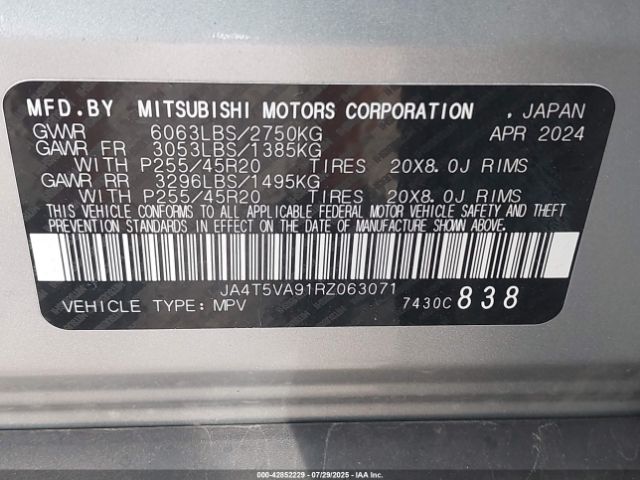 MFD.BY MITSUBISHI MOTORS CORPORATION , JAPAN
GVWR 6063LBS/2750KG APR 2024
GAWR FR 3053LBS/1385KG
WITH P255/45R20 TIRES 20X8.0J RIMS
GAWR RR 3296LBS/1495KG
WITH P255/45R20 TIRES 20X8.0J RIMS
THIS VEHICLE CONFORMS TO ALL APPLICABLE FEDERAL MOTOR VEHICLE SAFETY AND THEFT
PREVENTION STANDARDS IN EFFECT ON THE DATE OF MANUFACTURE SHOWN ABOVE.
JA4T5VA91RZ063071
VEHICLE TYPE: MPV 7430C 838
000-42852229 07/29/2025 IAAI.COM